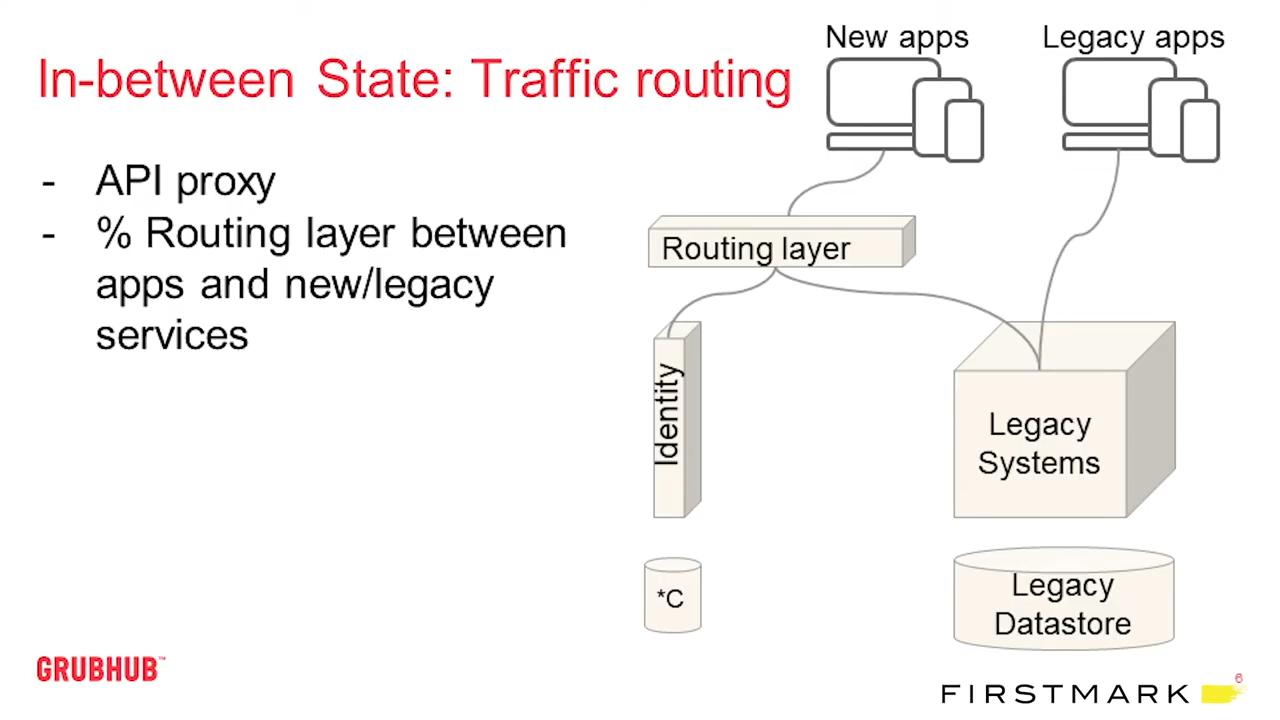 In-between State: Traffic routing
- API proxy
- % Routing layer between
apps and new/legacy
services
New apps
Legacy apps
Routing layer
Identity
Legacy
Systems
*C
Legacy
Datastore
GRUBHUB™
FIRSTMARK
6